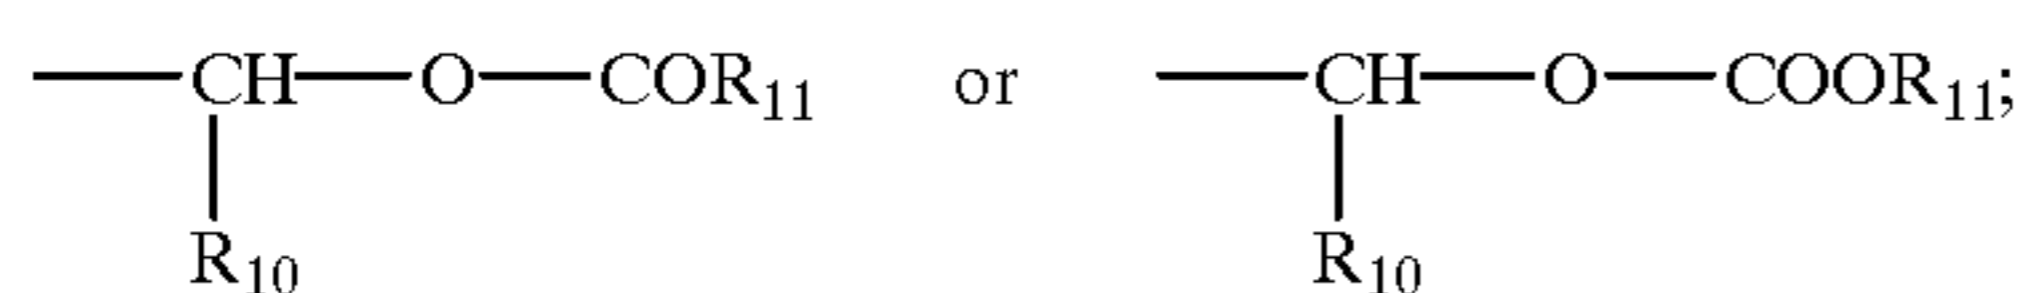 —CH—O—COR₁₁ or —CH—O—COOR₁₁;
R₁₀ R₁₀